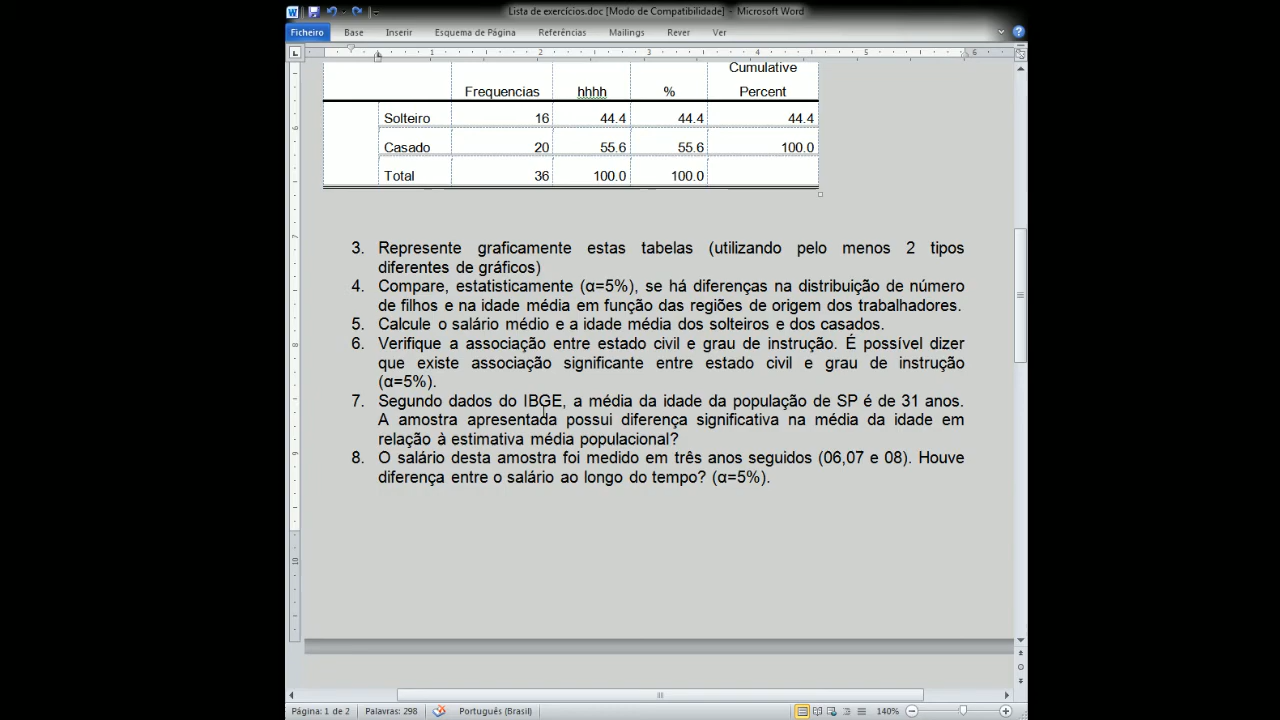 Lista de exercícios.doc [Modo de Compatibilidade] - Microsoft Word
Ficheiro Base Inserir Esquema de Página Referências Mailings Rever Ver
1 2 3 4 5 6
Cumulative
Frequencias hhhh % Percent
Solteiro 16 44.4 44.4 44.4
Casado 20 55.6 55.6 100.0
Total 36 100.0 100.0
3. Represente graficamente estas tabelas (utilizando pelo menos 2 tipos
diferentes de gráficos)
4. Compare, estatisticamente (α=5%), se há diferenças na distribuição de número
de filhos e na idade média em função das regiões de origem dos trabalhadores.
5. Calcule o salário médio e a idade média dos solteiros e dos casados.
6. Verifique a associação entre estado civil e grau de instrução. É possível dizer
que existe associação significante entre estado civil e grau de instrução
(α=5%).
7. Segundo dados do IBGE, a média da idade da população de SP é de 31 anos.
A amostra apresentada possui diferença significativa na média da idade em
relação à estimativa média populacional?
8. O salário desta amostra foi medido em três anos seguidos (06,07 e 08). Houve
diferença entre o salário ao longo do tempo? (α=5%).
Página: 1 de 2 Palavras: 298 Português (Brasil) 140%